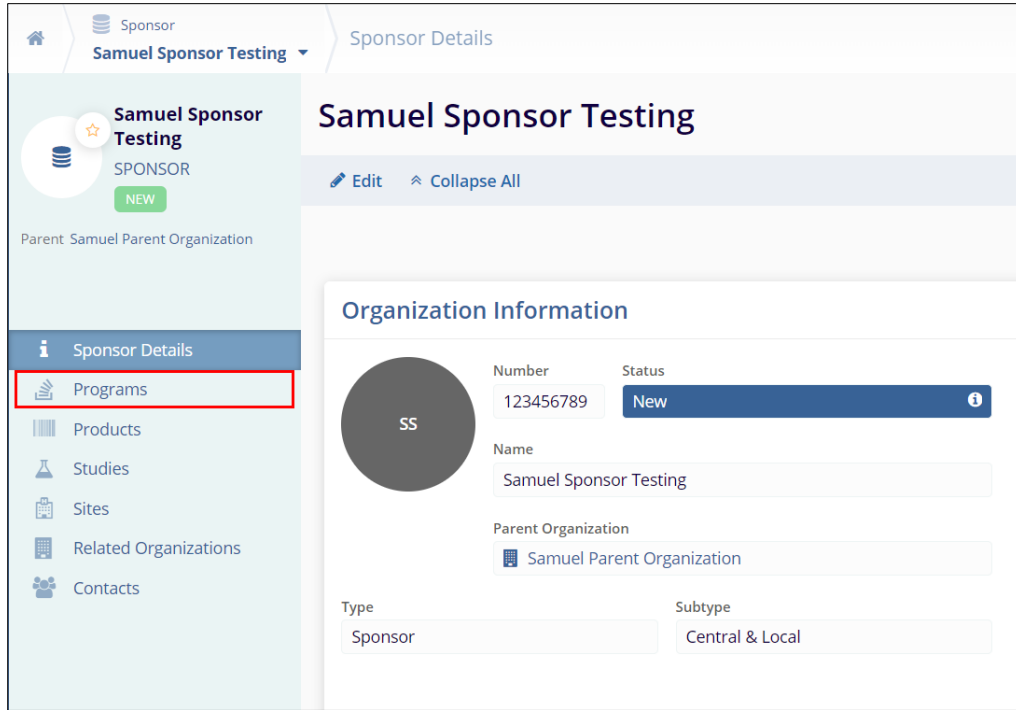 Sponsor
Samuel Sponsor Testing
Sponsor Details
Samuel Sponsor
Testing
SPONSOR
NEW
Parent Samuel Parent Organization
Sponsor Details
Programs
Products
Studies
Sites
Related Organizations
Contacts
Samuel Sponsor Testing
Edit Collapse All
Organization Information
SS
Number Status
123456789 New
Name
Samuel Sponsor Testing
Parent Organization
Samuel Parent Organization
Type Subtype
Sponsor Central & Local